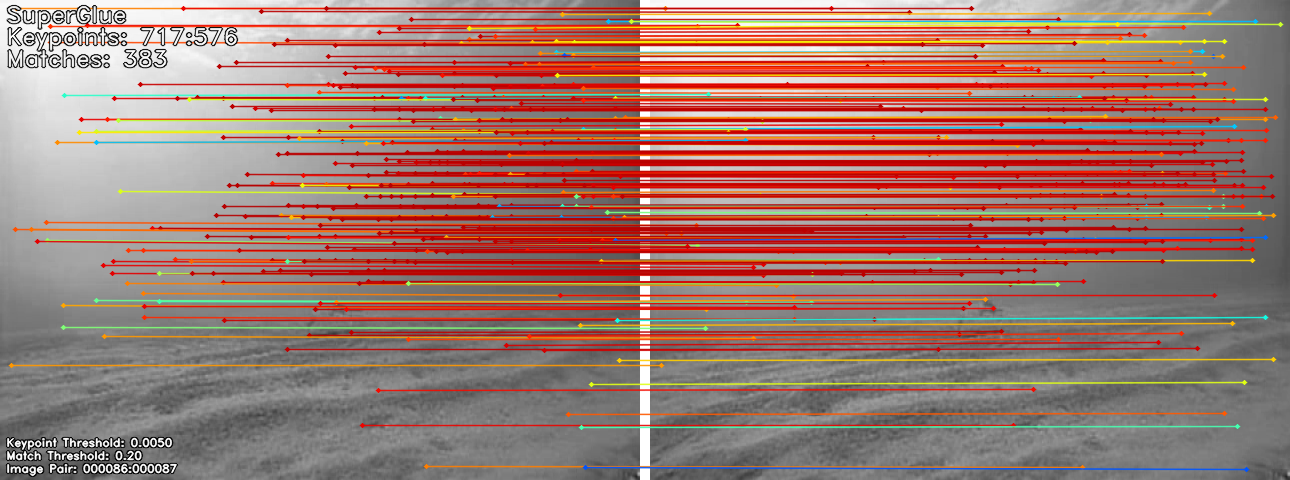 SuperGlue
Keypoints: 717:576
Matches: 383
Keypoint Threshold: 0.0050
Match Threshold: 0.20
Image Pair: 000086:000087